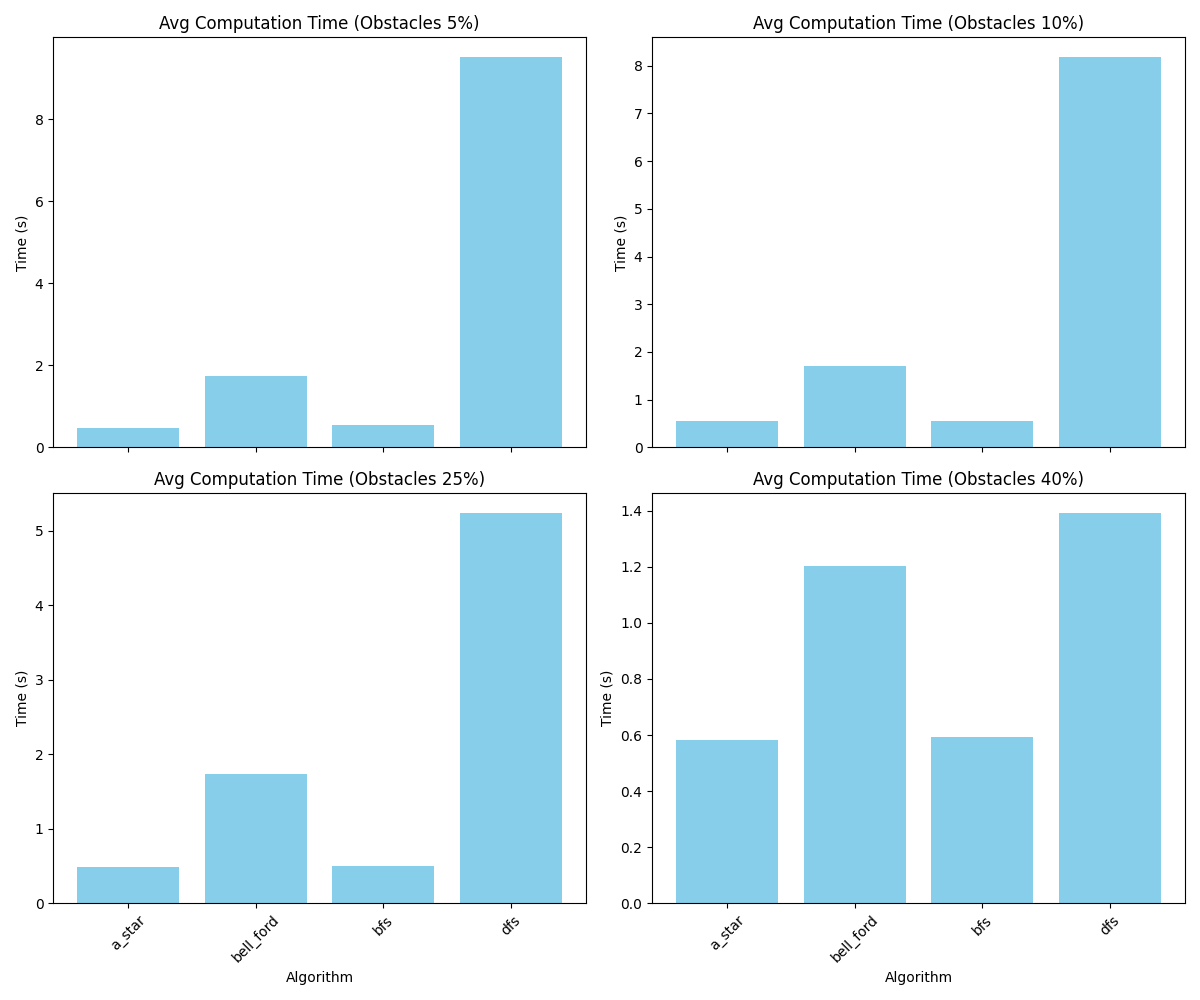 Avg Computation Time (Obstacles 5%)
Time (s)
8
6
4
2
0
Avg Computation Time (Obstacles 10%)
Time (s)
8
7
6
5
4
3
2
1
0
Avg Computation Time (Obstacles 25%)
Time (s)
5
4
3
2
1
0
a_star
bell_ford
bfs
dfs
Algorithm
Avg Computation Time (Obstacles 40%)
Time (s)
1.4
1.2
1.0
0.8
0.6
0.4
0.2
0.0
a_star
bell_ford
bfs
dfs
Algorithm